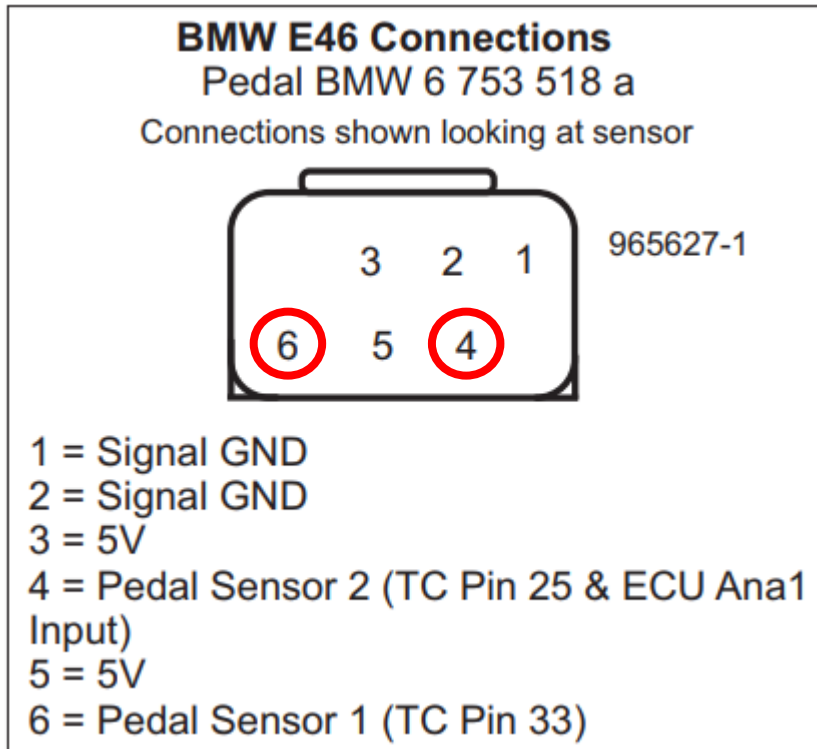 BMW E46 Connections
Pedal BMW 6 753 518 a
Connections shown looking at sensor
3 2 1 965627-1
6 5 4
1 = Signal GND
2 = Signal GND
3 = 5V
4 = Pedal Sensor 2 (TC Pin 25 & ECU Ana1
Input)
5 = 5V
6 = Pedal Sensor 1 (TC Pin 33)